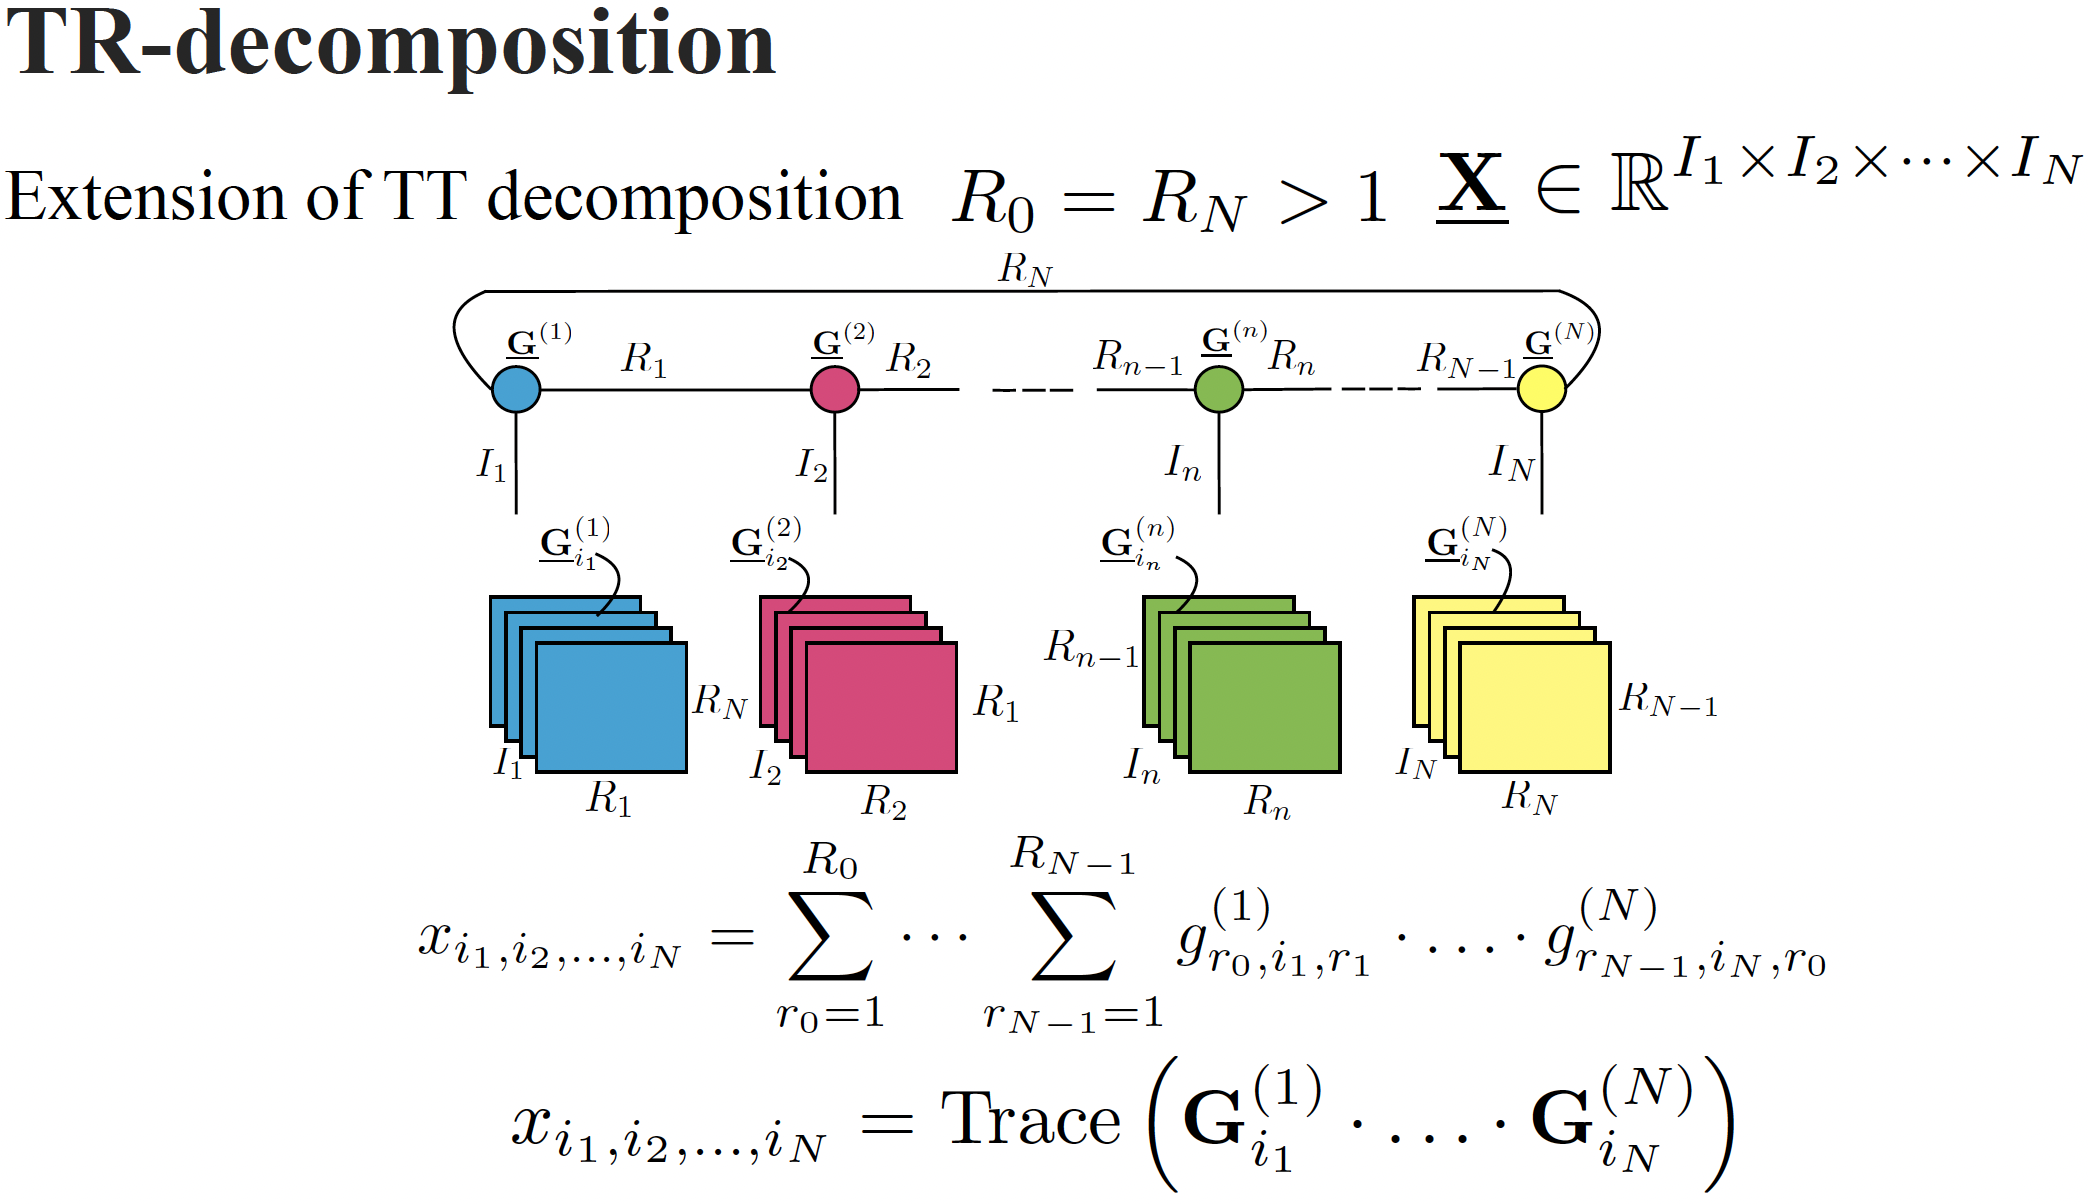 TR-decomposition
Extension of TT decomposition $R_0 = R_N > 1$ $\underline{\mathbf{X}} \in \mathbb{R}^{I_1 \times I_2 \times \cdots \times I_N}$
$R_N$
$\underline{\mathbf{G}}^{(1)}$ $R_1$ $\underline{\mathbf{G}}^{(2)}$ $R_2$ $R_{n-1}$ $\underline{\mathbf{G}}^{(n)}$ $R_n$ $R_{N-1}$ $\underline{\mathbf{G}}^{(N)}$
$I_1$ $I_2$ $I_n$ $I_N$
$\underline{\mathbf{G}}^{(1)}_{i_1}$ $\underline{\mathbf{G}}^{(2)}_{i_2}$ $\underline{\mathbf{G}}^{(n)}_{i_n}$ $\underline{\mathbf{G}}^{(N)}_{i_N}$
$R_N$ $R_1$ $R_{n-1}$ $R_{N-1}$
$I_1$ $I_2$ $I_n$ $I_N$
$R_1$ $R_2$ $R_n$ $R_N$
$x_{i_1,i_2,\ldots,i_N} = \sum_{r_0=1}^{R_0} \cdots \sum_{r_{N-1}=1}^{R_{N-1}} g^{(1)}_{r_0,i_1,r_1} \cdot \ldots \cdot g^{(N)}_{r_{N-1},i_N,r_0}$
$x_{i_1,i_2,\ldots,i_N} = \text{Trace}\left(\mathbf{G}^{(1)}_{i_1} \cdot \ldots \cdot \mathbf{G}^{(N)}_{i_N}\right)$